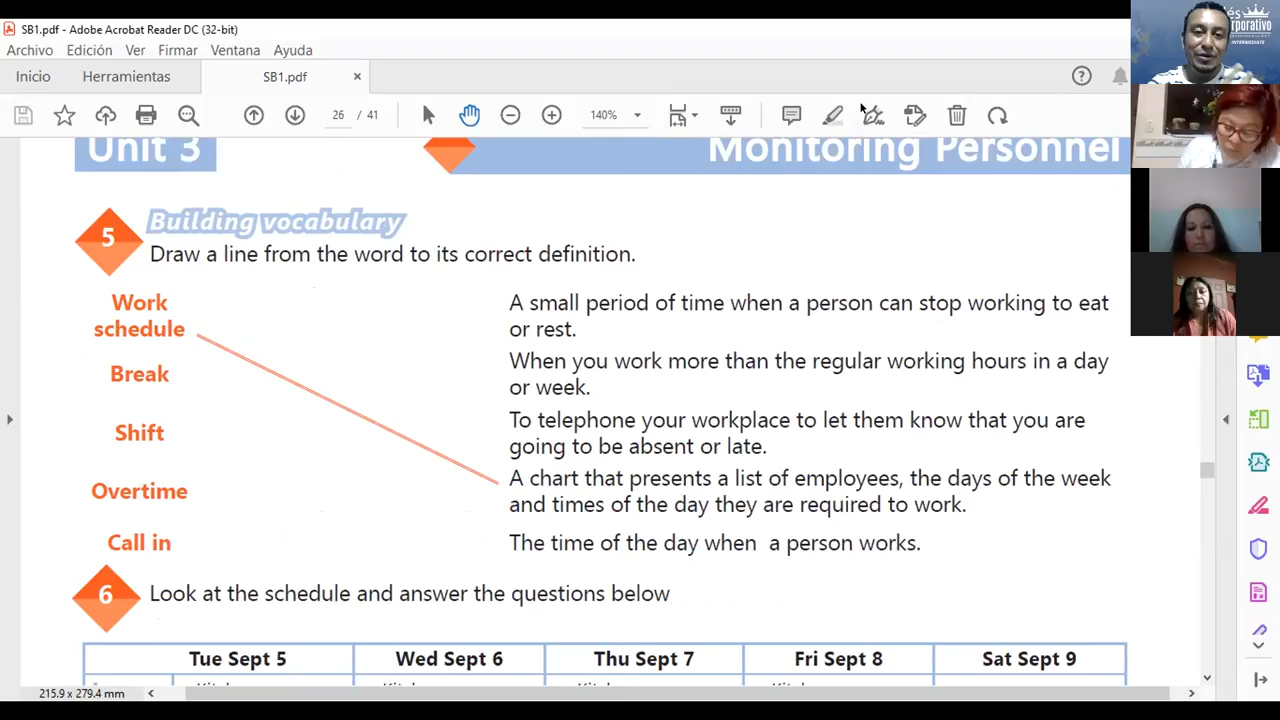 SB1.pdf - Adobe Acrobat Reader DC (32-bit)
Archivo Edición Ver Firmar Ventana Ayuda
Inicio Herramientas SB1.pdf
26 / 41 140%
INTERMEDIATE
Unit 3
Monitoring Personnel
5
Building vocabulary
Draw a line from the word to its correct definition.
Work
schedule
Break
Shift
Overtime
Call in
A small period of time when a person can stop working to eat
or rest.
When you work more than the regular working hours in a day
or week.
To telephone your workplace to let them know that you are
going to be absent or late.
A chart that presents a list of employees, the days of the week
and times of the day they are required to work.
The time of the day when a person works.
6
Look at the schedule and answer the questions below
Tue Sept 5 Wed Sept 6 Thu Sept 7 Fri Sept 8 Sat Sept 9
215.9 x 279.4 mm